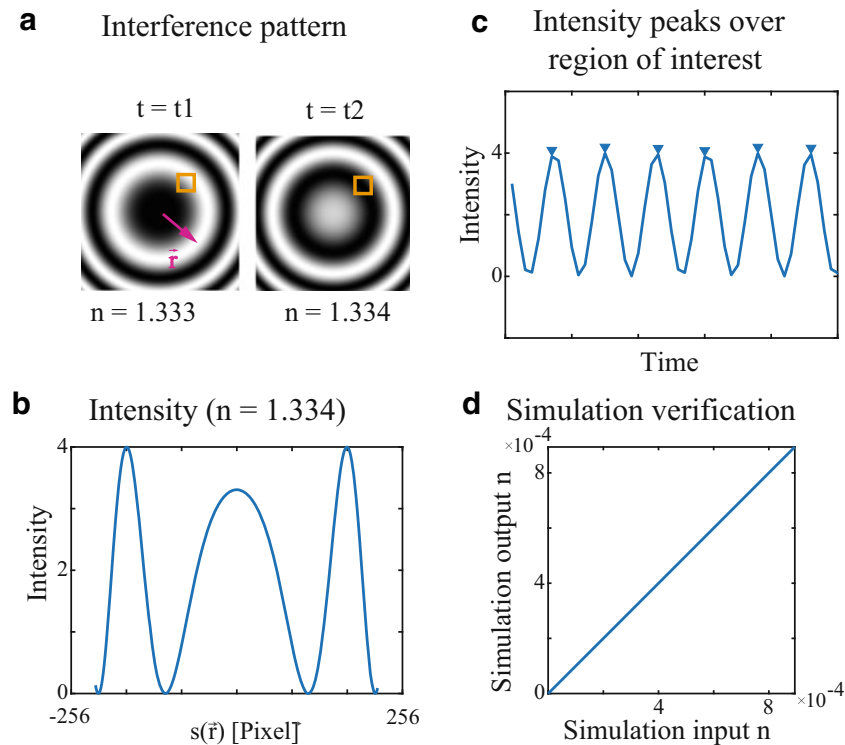 a
Interference pattern
t = t1
t = t2
r⃗
n = 1.333
n = 1.334
b
Intensity (n = 1.334)
4
2
0
Intensity
-256
256
s(r⃗) [Pixel]
c
Intensity peaks over
region of interest
4
0
Intensity
Time
d
Simulation verification
×10⁻⁴
8
4
0
Simulation output n
4
8
×10⁻⁴
Simulation input n